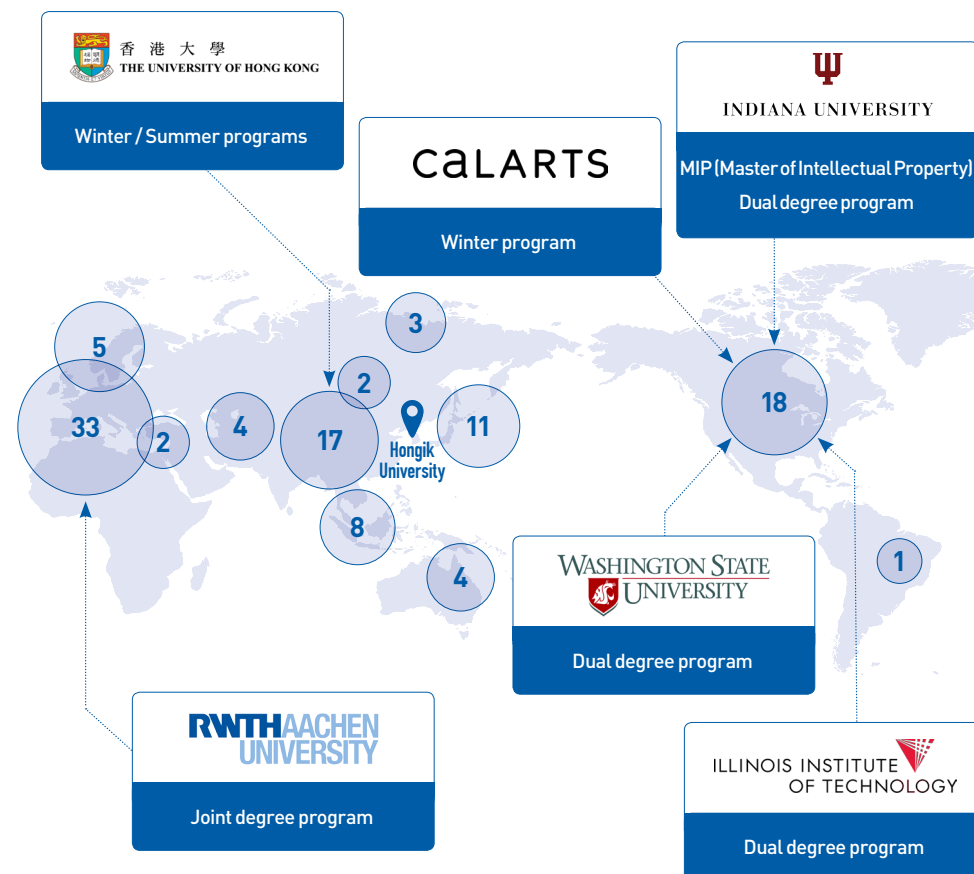 香港大學
THE UNIVERSITY OF HONG KONG
Winter / Summer programs
CALARTS
Winter program
INDIANA UNIVERSITY
MIP (Master of Intellectual Property)
Dual degree program
3
5
2
18
4
33
2
17
11
Hongik
University
8
4
1
WASHINGTON STATE
UNIVERSITY
Dual degree program
RWTHAACHEN
UNIVERSITY
Joint degree program
ILLINOIS INSTITUTE
OF TECHNOLOGY
Dual degree program